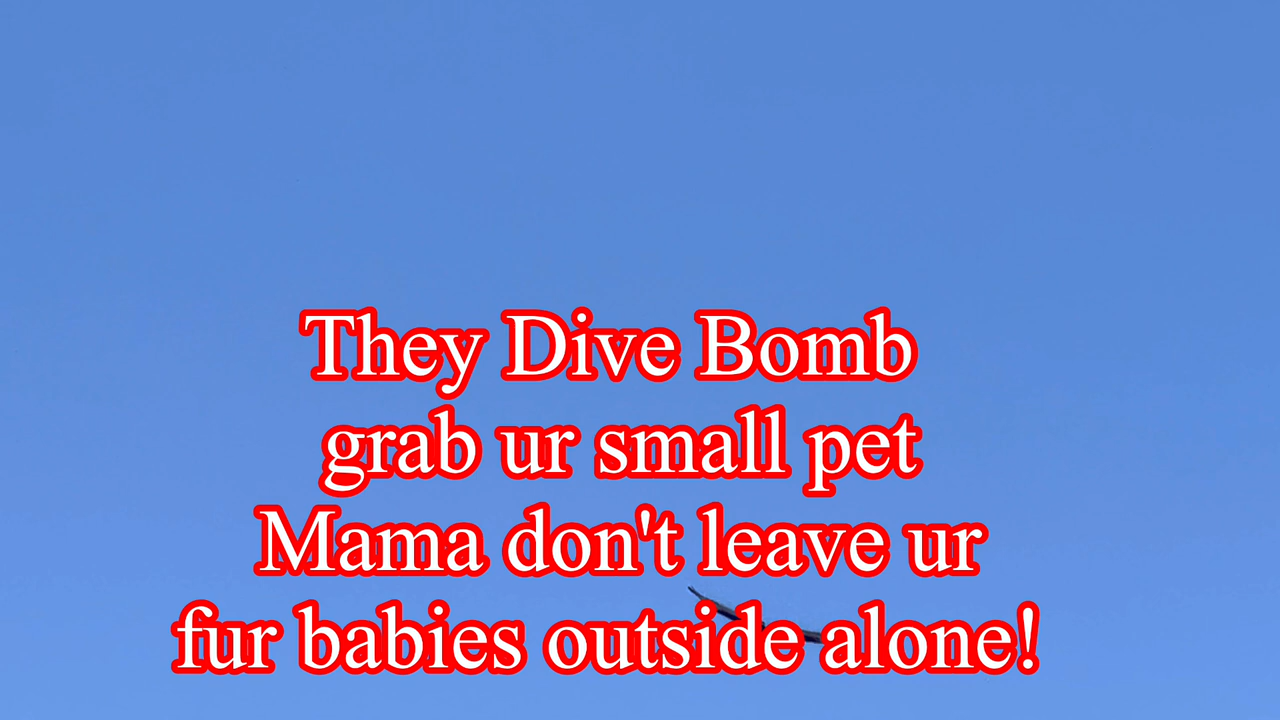 They Dive Bomb
grab ur small pet
Mama don't leave ur
fur babies outside alone!